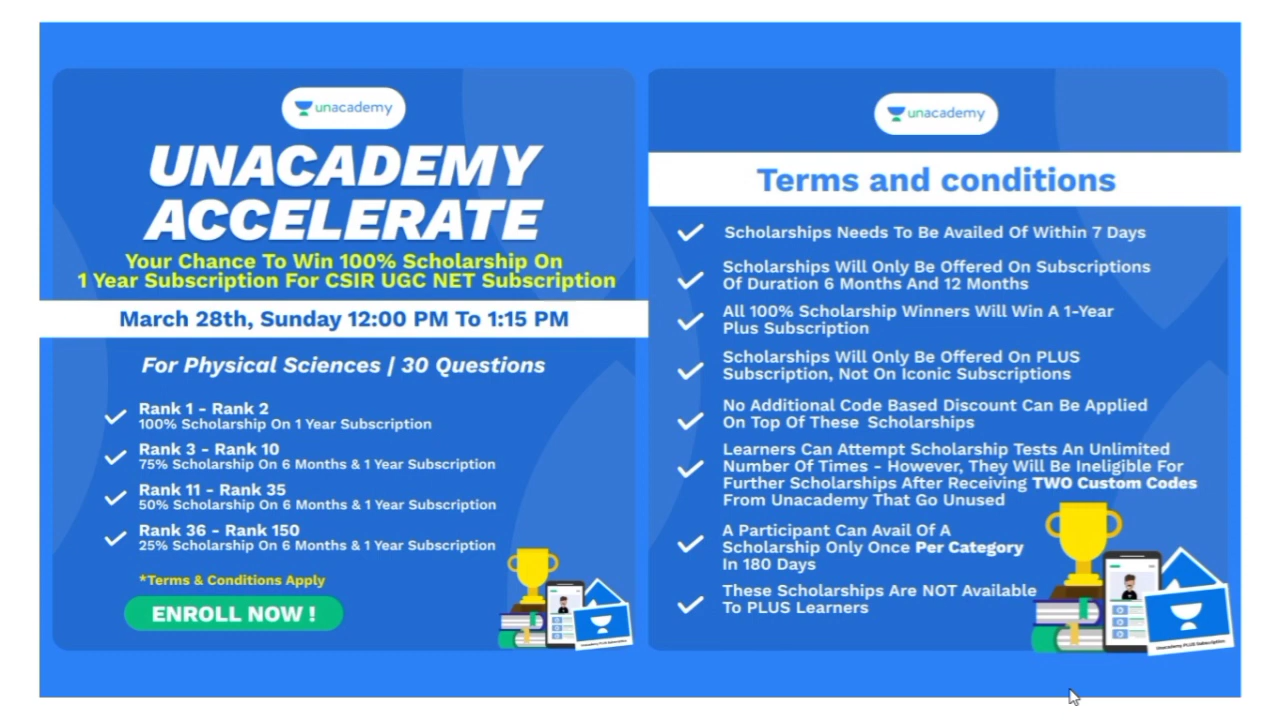 unacademy
UNACADEMY
ACCELERATE
Your Chance To Win 100% Scholarship On
1 Year Subscription For CSIR UGC NET Subscription
March 28th, Sunday 12:00 PM To 1:15 PM
For Physical Sciences | 30 Questions
Rank 1 - Rank 2
100% Scholarship On 1 Year Subscription
Rank 3 - Rank 10
75% Scholarship On 6 Months & 1 Year Subscription
Rank 11 - Rank 35
50% Scholarship On 6 Months & 1 Year Subscription
Rank 36 - Rank 150
25% Scholarship On 6 Months & 1 Year Subscription
*Terms & Conditions Apply
ENROLL NOW !
Unacademy PLUS Subscription
unacademy
Terms and conditions
Scholarships Needs To Be Availed Of Within 7 Days
Scholarships Will Only Be Offered On Subscriptions
Of Duration 6 Months And 12 Months
All 100% Scholarship Winners Will Win A 1-Year
Plus Subscription
Scholarships Will Only Be Offered On PLUS
Subscription, Not On Iconic Subscriptions
No Additional Code Based Discount Can Be Applied
On Top Of These Scholarships
Learners Can Attempt Scholarship Tests An Unlimited
Number Of Times - However, They Will Be Ineligible For
Further Scholarships After Receiving TWO Custom Codes
From Unacademy That Go Unused
A Participant Can Avail Of A
Scholarship Only Once Per Category
In 180 Days
These Scholarships Are NOT Available
To PLUS Learners
Unacademy PLUS Subscription